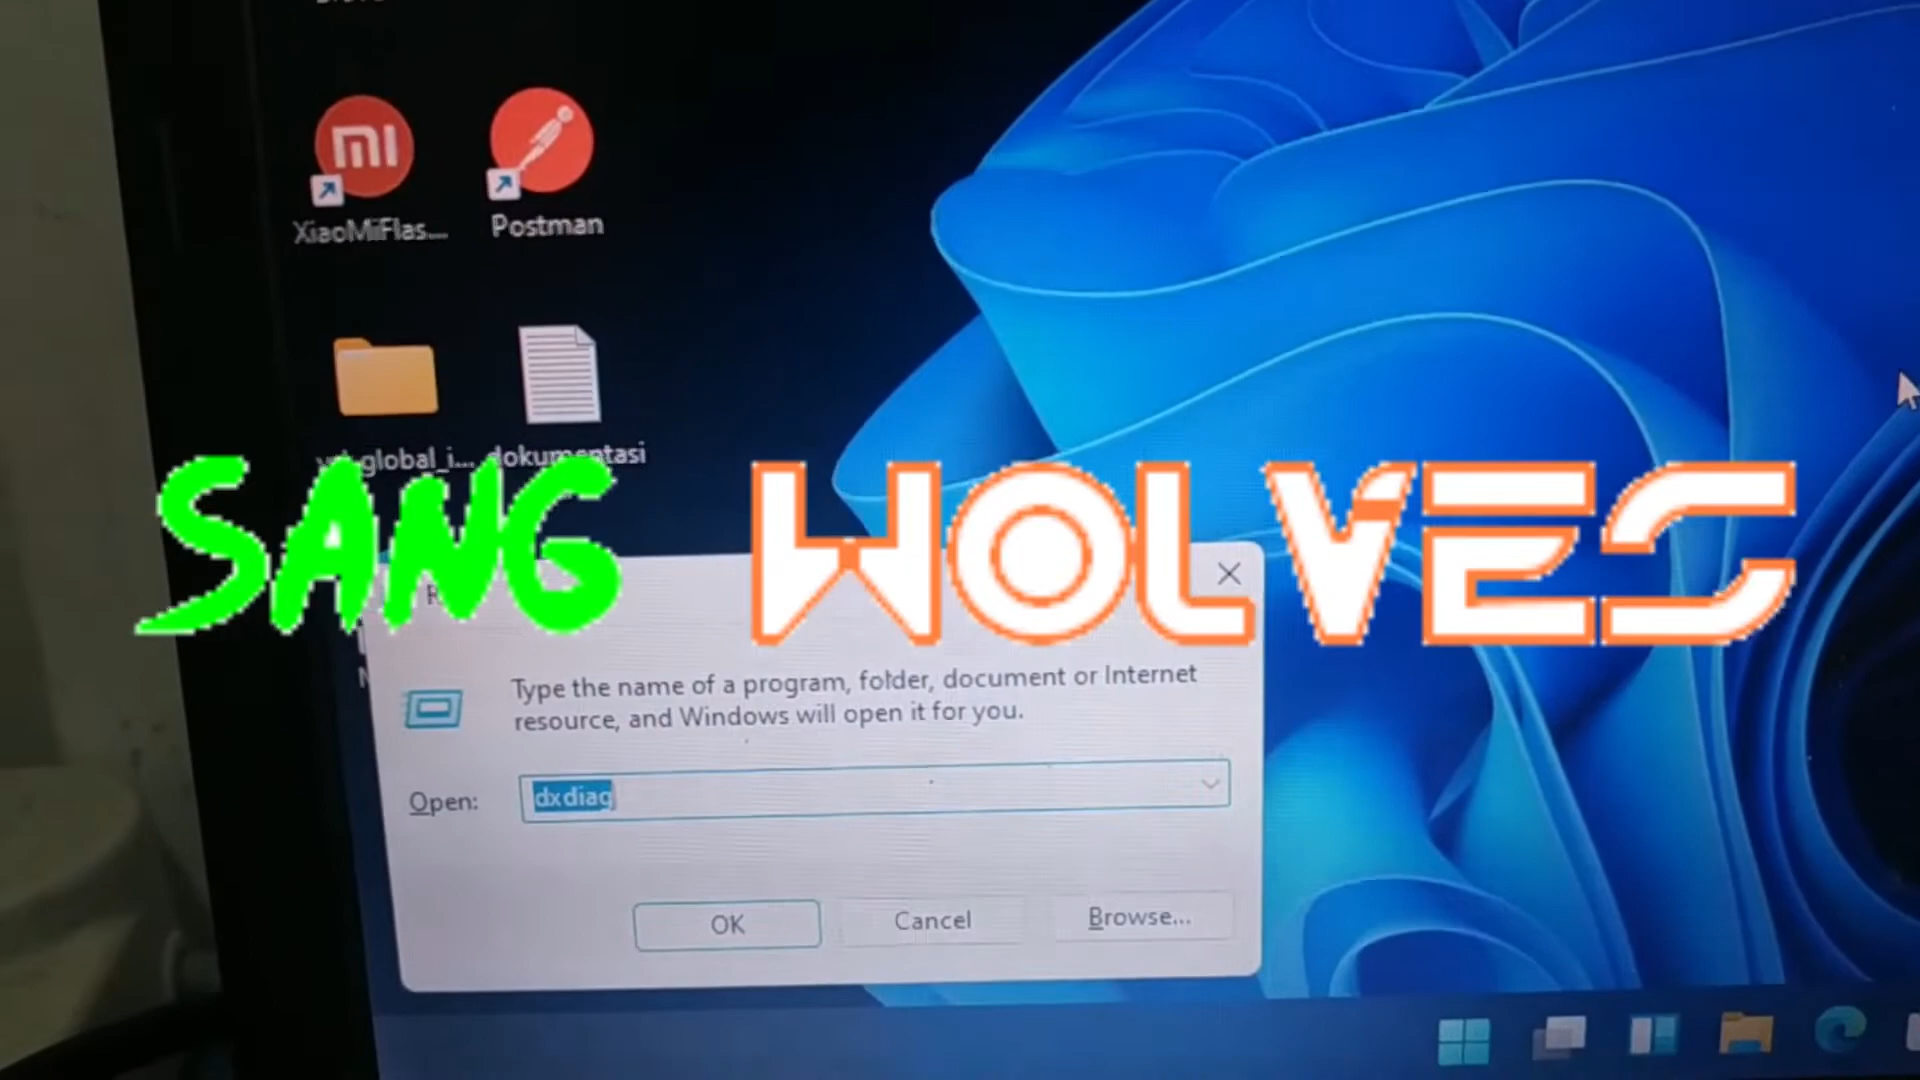 XiaoMiFlas...
Postman
global_i...
dokumentasi
SANG WOLVES
Type the name of a program, folder, document or Internet
resource, and Windows will open it for you.
Open:
dxdiag
OK
Cancel
Browse...